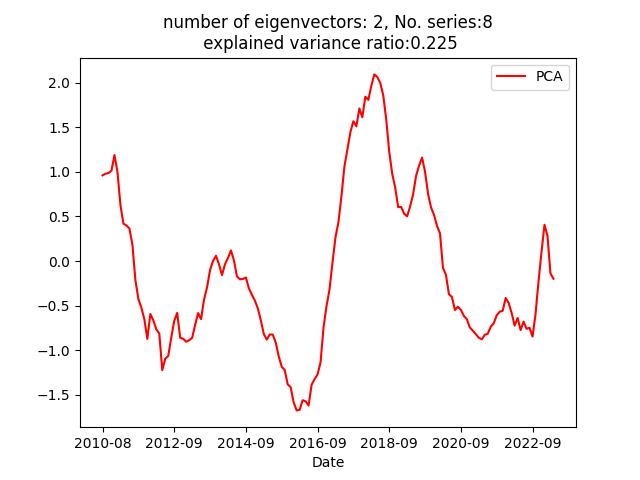 number of eigenvectors: 2, No. series:8
explained variance ratio:0.225
PCA
2.0
1.5
1.0
0.5
0.0
−0.5
−1.0
−1.5
2010-08 2012-09 2014-09 2016-09 2018-09 2020-09 2022-09
Date